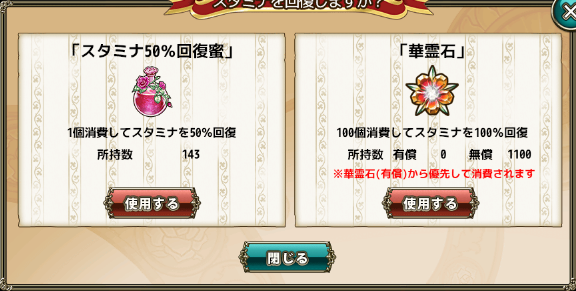 スタミナを回復しますか?
「スタミナ50%回復蜜」
1個消費してスタミナを50%回復
所持数 143
使用する
「華霊石」
100個消費してスタミナを100%回復
所持数 有償 0 無償 1100
※華霊石(有償)から優先して消費されます
使用する
閉じる